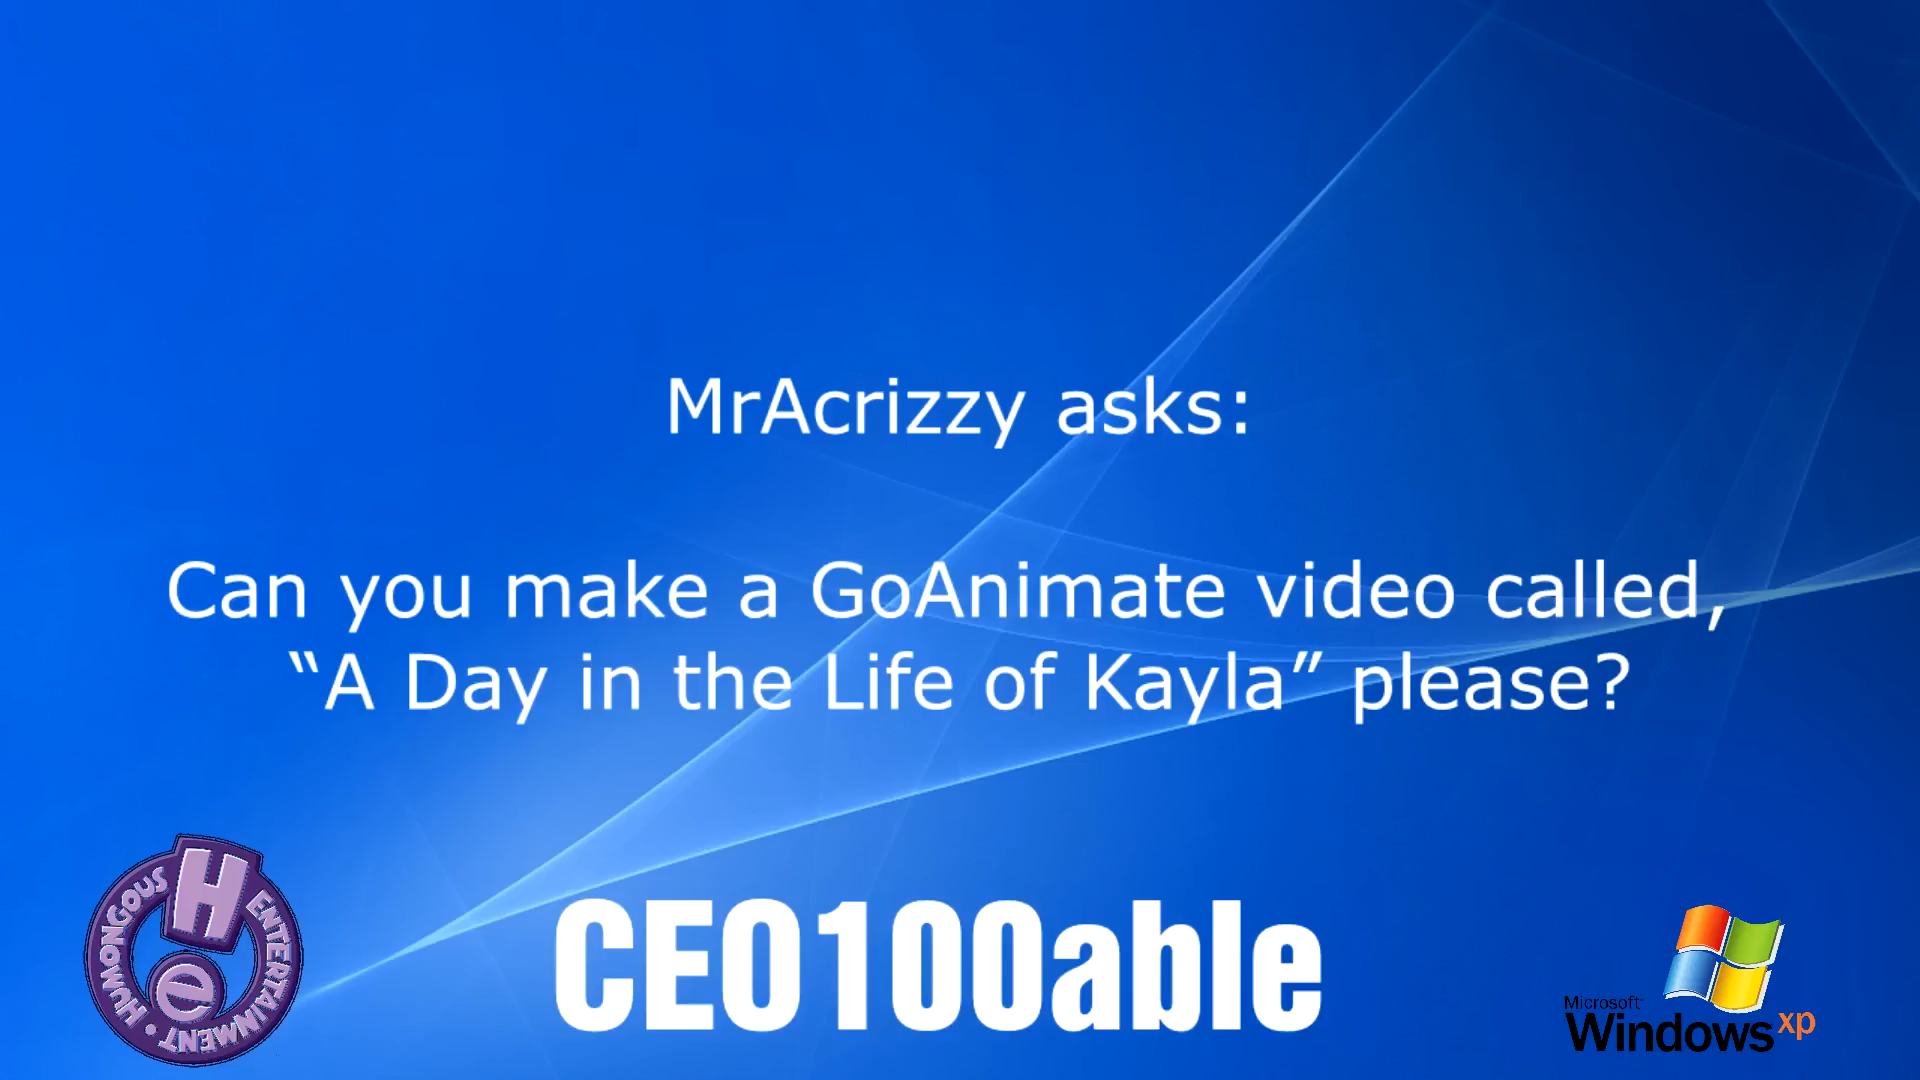 MrAcrizzy asks:
Can you make a GoAnimate video called,
“A Day in the Life of Kayla” please?
HUMONGOUS ENTERTAINMENT
H
e
CEO100able
Microsoft
Windows xp